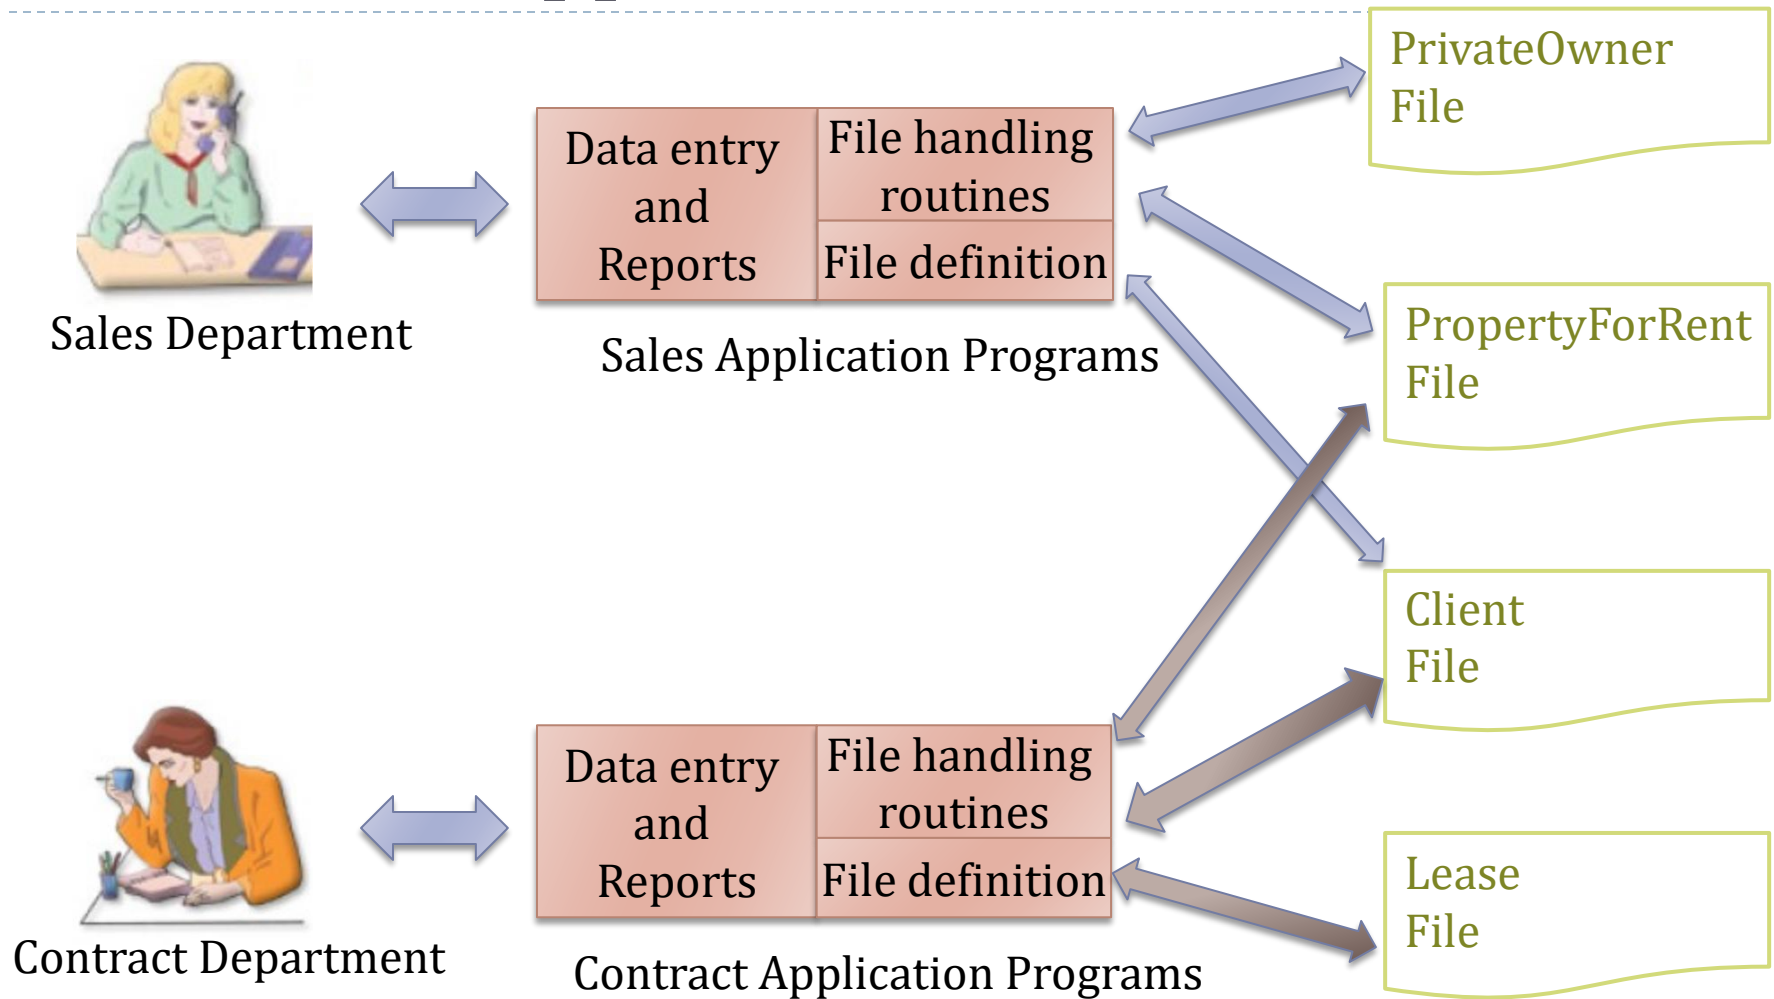 PrivateOwner
File
Data entry
and
Reports
File handling
routines
File definition
Sales Department
Sales Application Programs
PropertyForRent
File
Client
File
Data entry
and
Reports
File handling
routines
File definition
Lease
File
Contract Department
Contract Application Programs